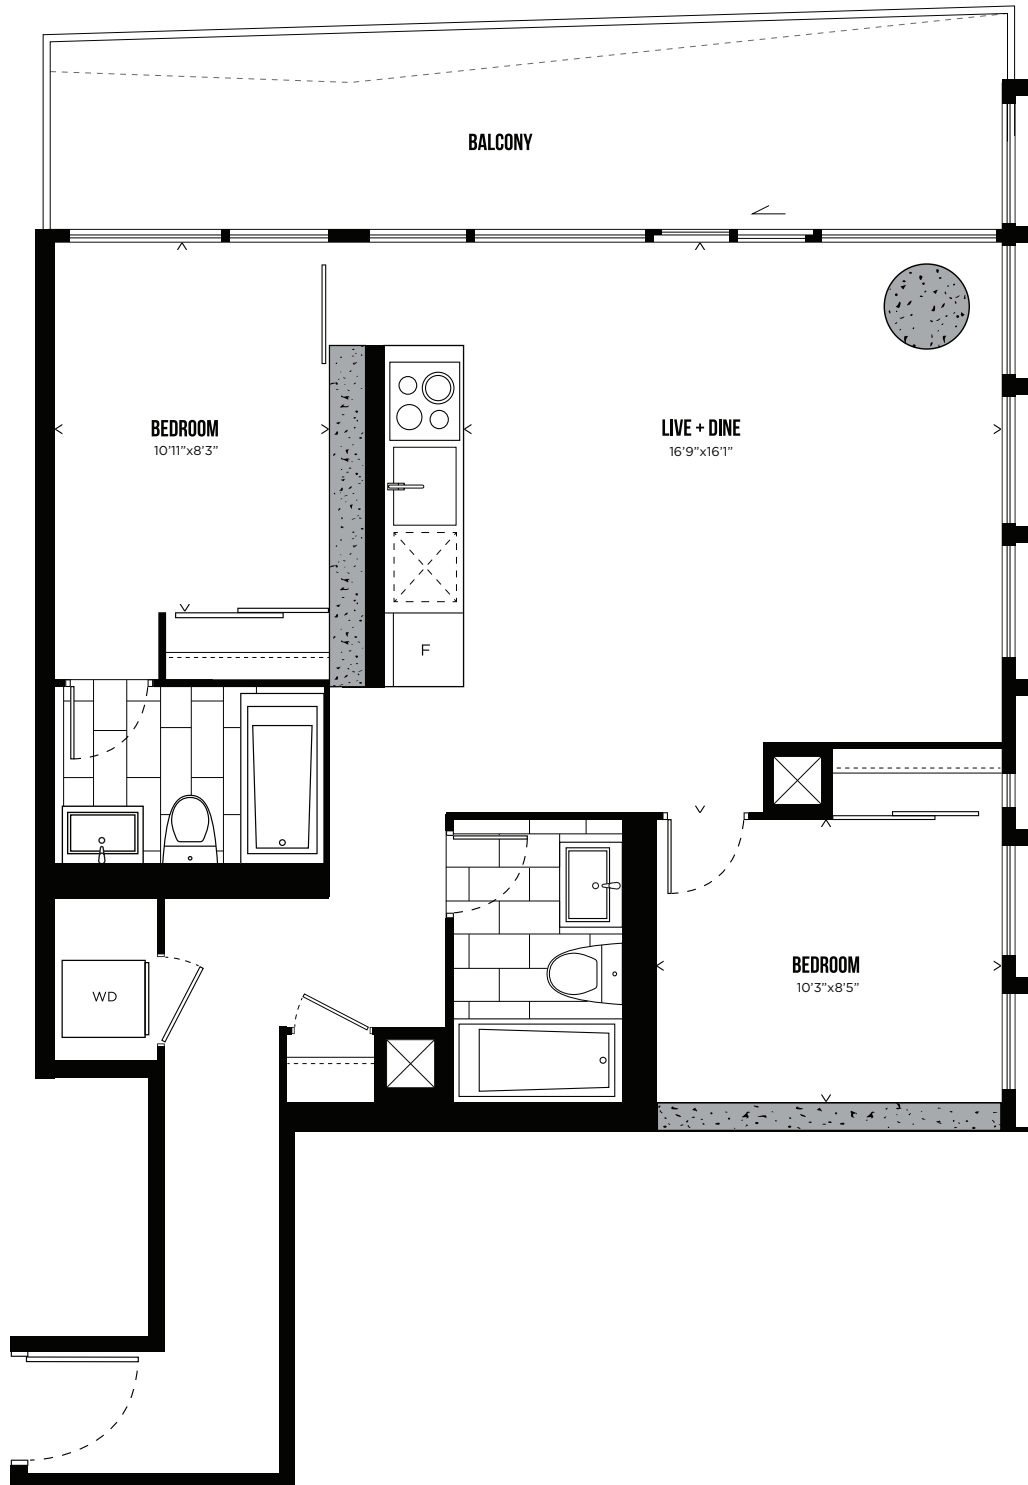 BALCONY
BEDROOM
10'11"x8'3"
LIVE + DINE
16'9"x16'1"
F
BEDROOM
10'3"x8'5"
WD